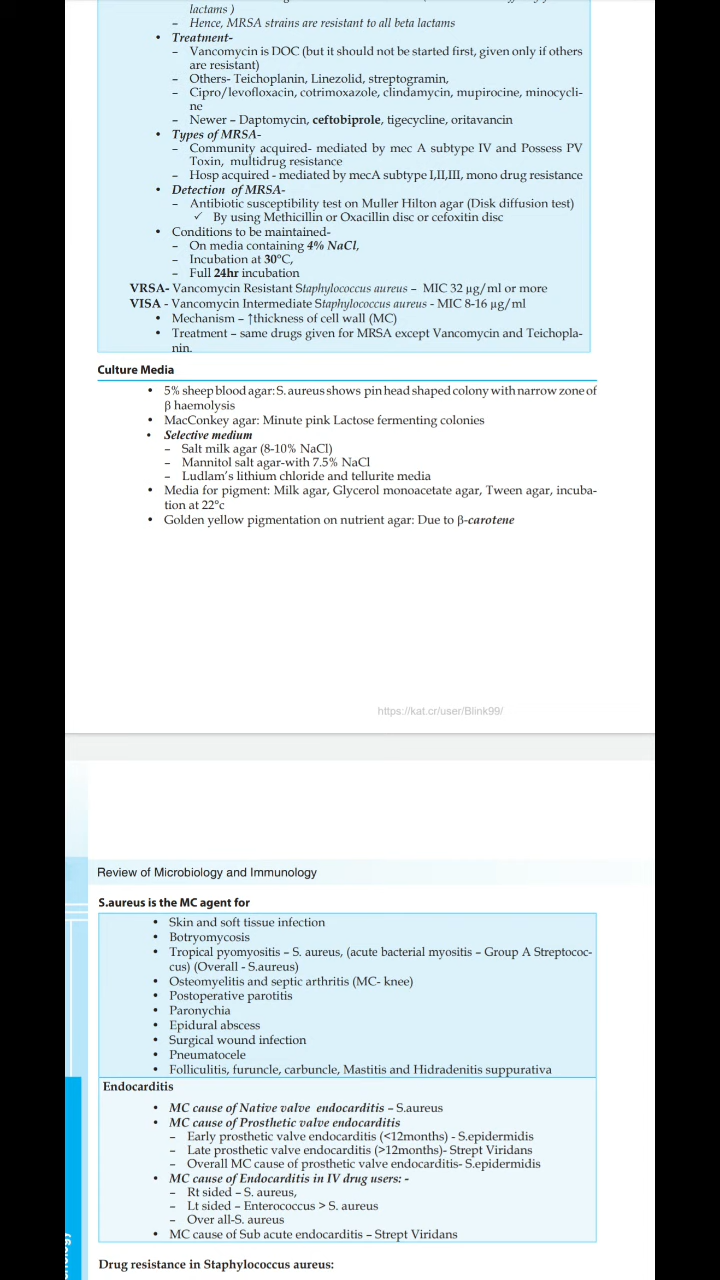 lactams )
– Hence, MRSA strains are resistant to all beta lactams
• Treatment-
– Vancomycin is DOC (but it should not be started first, given only if others
are resistant)
– Others- Teichoplanin, Linezolid, streptogramin,
– Cipro/levofloxacin, cotrimoxazole, clindamycin, mupirocine, minocycli-
ne
– Newer – Daptomycin, ceftobiprole, tigecycline, oritavancin
• Types of MRSA-
– Community acquired- mediated by mec A subtype IV and Possess PV
Toxin, multidrug resistance
– Hosp acquired - mediated by mecA subtype I,II,III, mono drug resistance
• Detection of MRSA-
– Antibiotic susceptibility test on Muller Hilton agar (Disk diffusion test)
✓ By using Methicillin or Oxacillin disc or cefoxitin disc
• Conditions to be maintained-
– On media containing 4% NaCl,
– Incubation at 30°C,
– Full 24hr incubation
VRSA- Vancomycin Resistant Staphylococcus aureus – MIC 32 µg/ml or more
VISA - Vancomycin Intermediate Staphylococcus aureus - MIC 8-16 µg/ml
• Mechanism – ↑thickness of cell wall (MC)
• Treatment – same drugs given for MRSA except Vancomycin and Teichopla-
nin.
Culture Media
• 5% sheep blood agar: S. aureus shows pin head shaped colony with narrow zone of
β haemolysis
• MacConkey agar: Minute pink Lactose fermenting colonies
• Selective medium
– Salt milk agar (8-10% NaCl)
– Mannitol salt agar-with 7.5% NaCl
– Ludlam's lithium chloride and tellurite media
• Media for pigment: Milk agar, Glycerol monoacetate agar, Tween agar, incuba-
tion at 22°c
• Golden yellow pigmentation on nutrient agar: Due to β-carotene
https://kat.cr/user/Blink99/
Review of Microbiology and Immunology
S.aureus is the MC agent for
• Skin and soft tissue infection
• Botryomycosis
• Tropical pyomyositis – S. aureus, (acute bacterial myositis – Group A Streptococ-
cus) (Overall - S.aureus)
• Osteomyelitis and septic arthritis (MC- knee)
• Postoperative parotitis
• Paronychia
• Epidural abscess
• Surgical wound infection
• Pneumatocele
• Folliculitis, furuncle, carbuncle, Mastitis and Hidradenitis suppurativa
Endocarditis
• MC cause of Native valve endocarditis – S.aureus
• MC cause of Prosthetic valve endocarditis
– Early prosthetic valve endocarditis (<12months) - S.epidermidis
– Late prosthetic valve endocarditis (>12months)- Strept Viridans
– Overall MC cause of prosthetic valve endocarditis- S.epidermidis
• MC cause of Endocarditis in IV drug users: -
– Rt sided – S. aureus,
– Lt sided – Enterococcus > S. aureus
– Over all-S. aureus
• MC cause of Sub acute endocarditis – Strept Viridans
Drug resistance in Staphylococcus aureus: